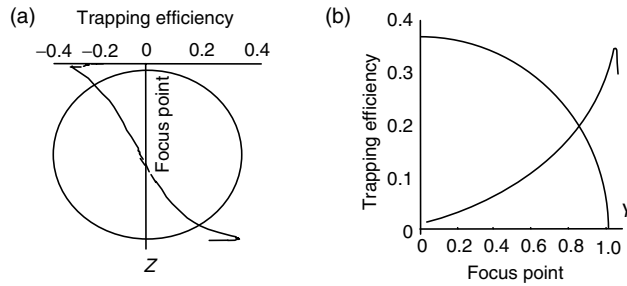 (a)
Trapping efficiency
−0.4 −0.2 0 0.2 0.4
Focus point
Z
(b)
Trapping efficiency
0.4
0.3
0.2
0.1
0
0 0.2 0.4 0.6 0.8 1.0
Y
Focus point